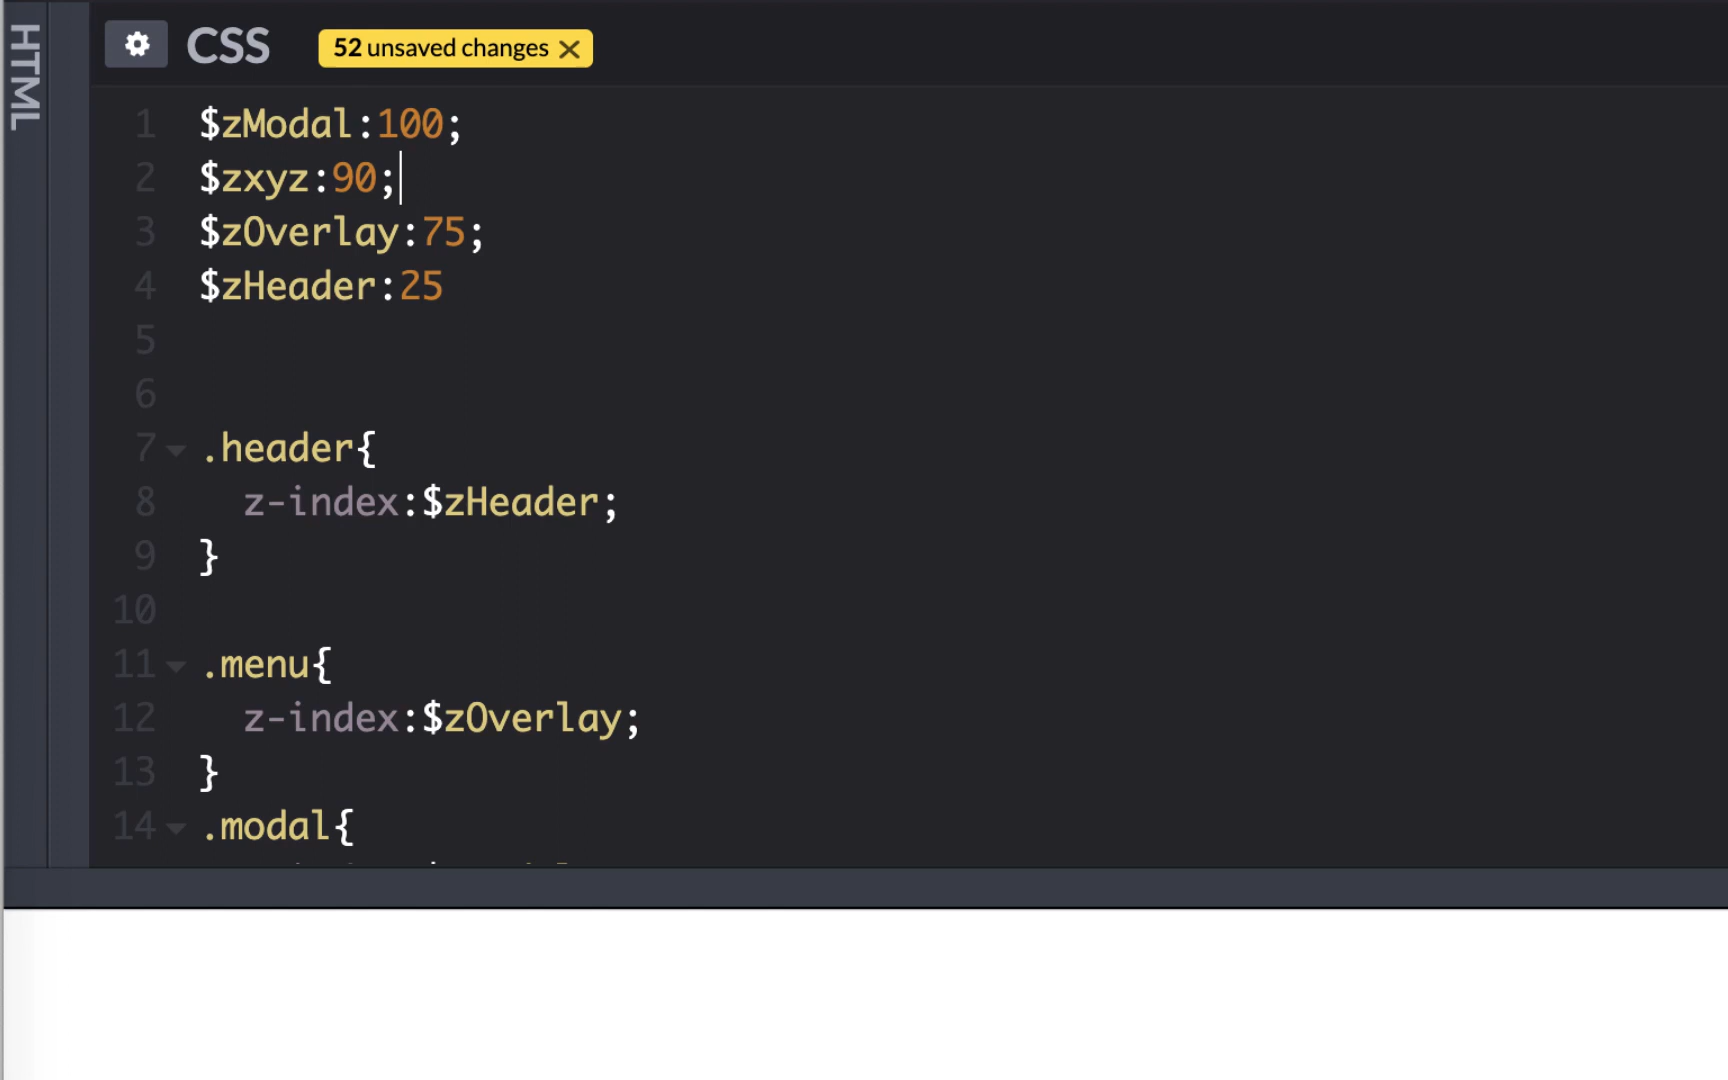 HTML
CSS
52 unsaved changes
1 $zModal:100;
2 $zxyz:90;
3 $zOverlay:75;
4 $zHeader:25
5
6
7 .header{
8 z-index:$zHeader;
9 }
10
11 .menu{
12 z-index:$zOverlay;
13 }
14 .modal{